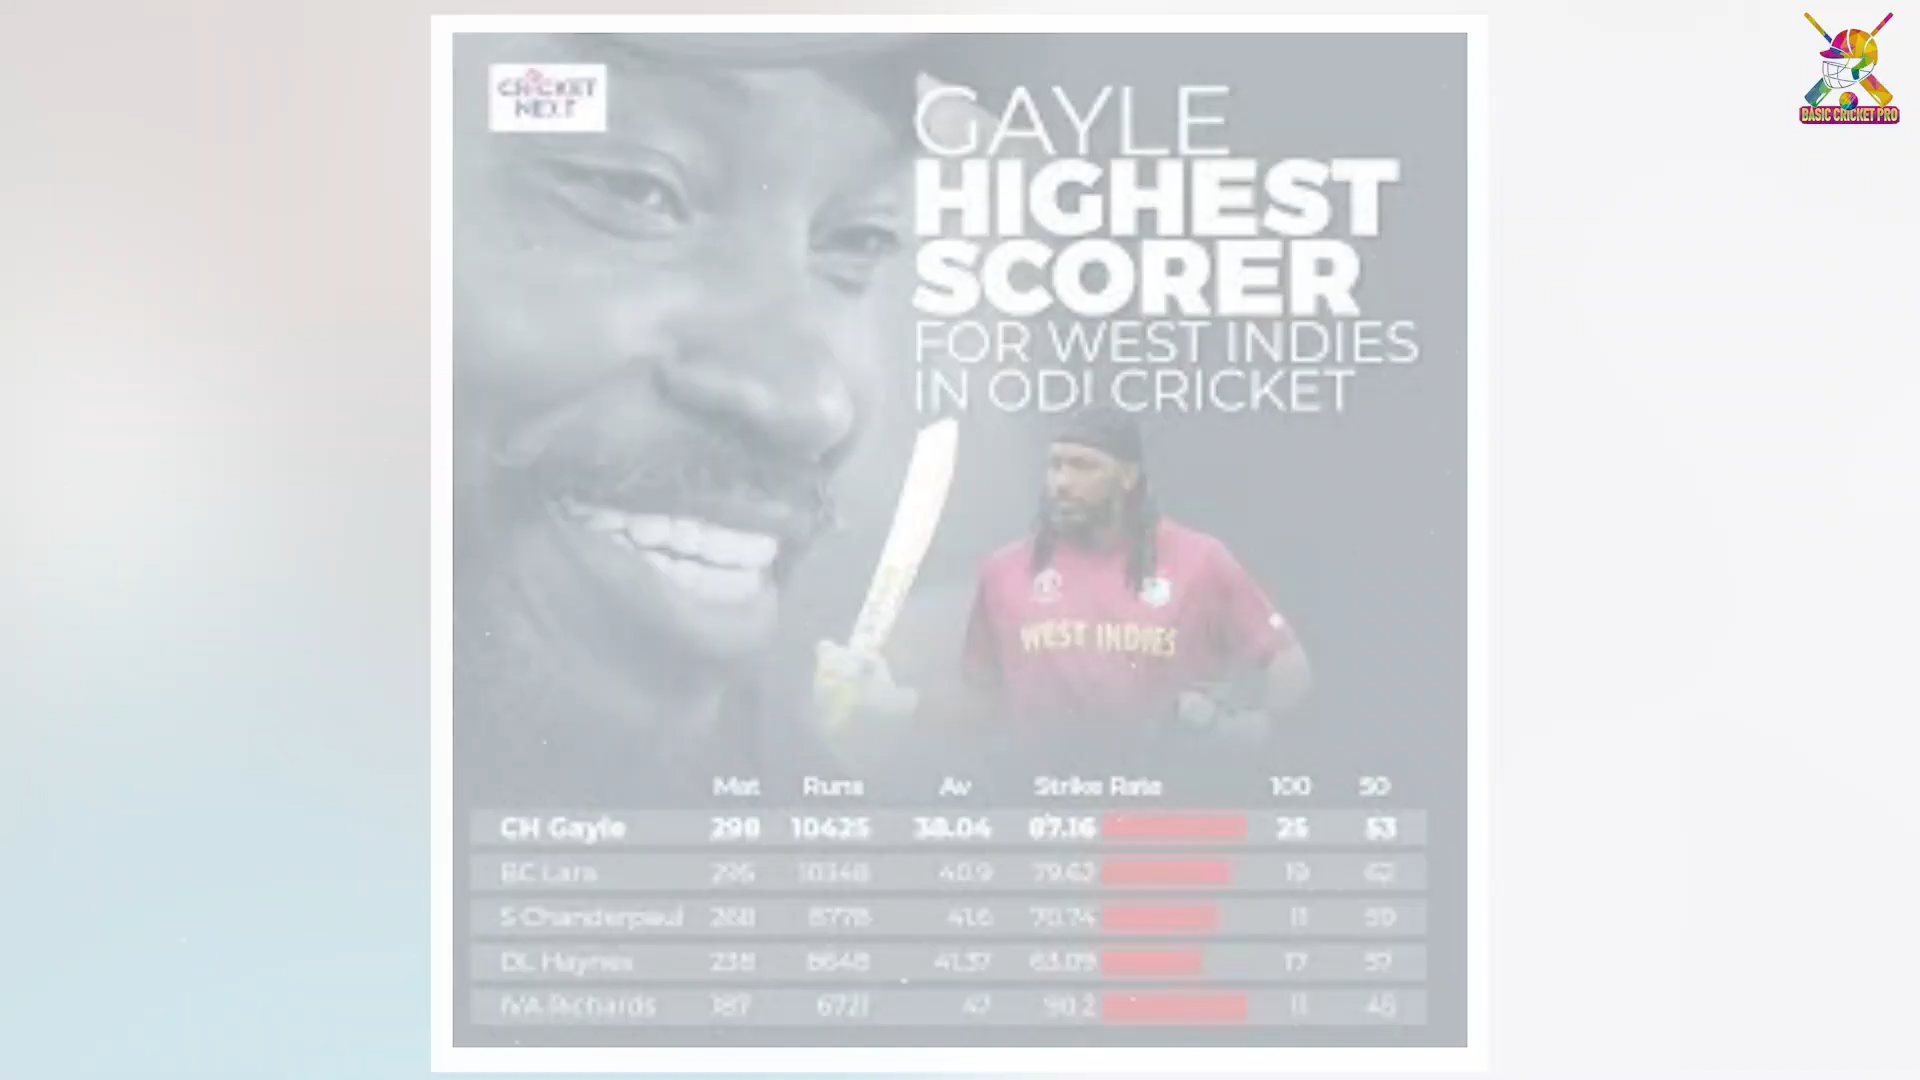 CRICKET
NEXT
BASIC CRICKET PRO
GAYLE
HIGHEST
SCORER
FOR WEST INDIES
IN ODI CRICKET
WEST INDIES
Mat Runs Av Strike Rate 100 50
CH Gayle 298 10425 38.04 87.16 25 53
BC Lara 295 10348 40.9 79.62 19 62
S Chanderpaul 268 8778 41.6 70.74 11 59
DL Haynes 238 8648 41.37 63.09 17 57
IVA Richards 187 6721 47 90.2 11 45